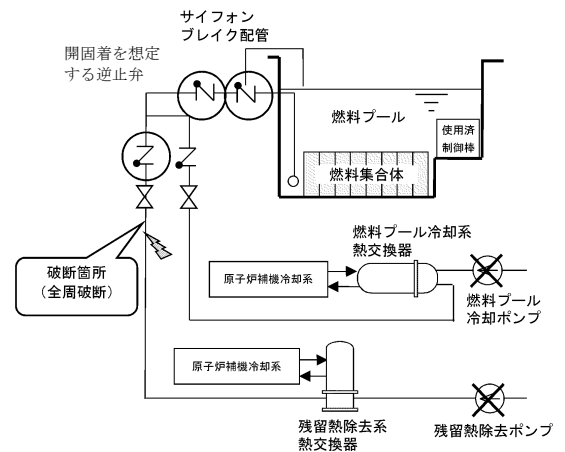 サイフォン
ブレイク配管
開固着を想定
する逆止弁
燃料プール
使用済
制御棒
燃料集合体
燃料プール冷却系
熱交換器
破断箇所
(全周破断)
原子炉補機冷却系
燃料プール
冷却ポンプ
原子炉補機冷却系
残留熱除去系
熱交換器
残留熱除去ポンプ